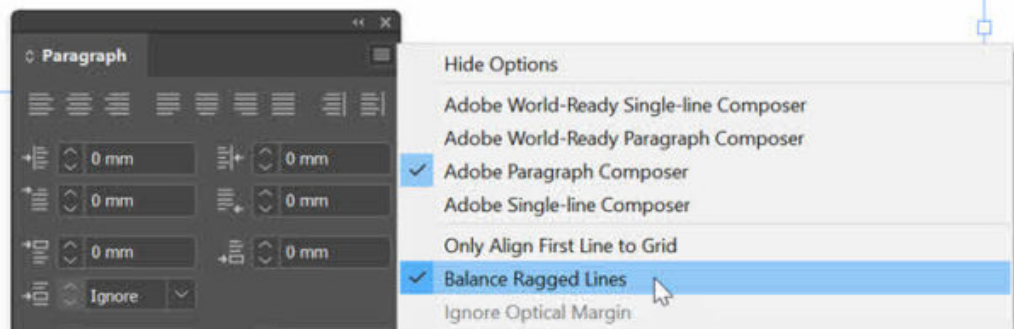 Paragraph
0 mm
0 mm
0 mm
0 mm
0 mm
0 mm
Ignore
Hide Options
Adobe World-Ready Single-line Composer
Adobe World-Ready Paragraph Composer
Adobe Paragraph Composer
Adobe Single-line Composer
Only Align First Line to Grid
Balance Ragged Lines
Ignore Optical Margin